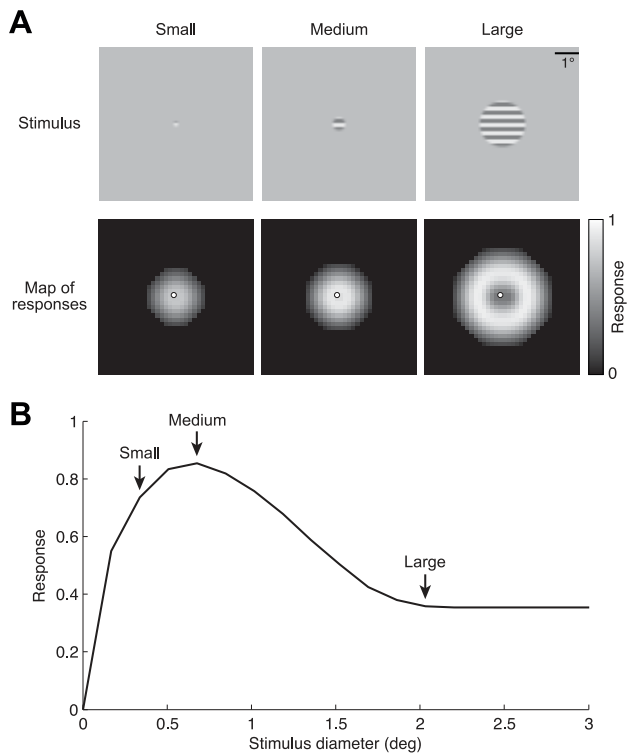 A
Small Medium Large
1°
Stimulus
Map of
responses
1
Response
0
B
1
0.8
0.6
0.4
0.2
0
Response
Small
Medium
Large
0 0.5 1 1.5 2 2.5 3
Stimulus diameter (deg)